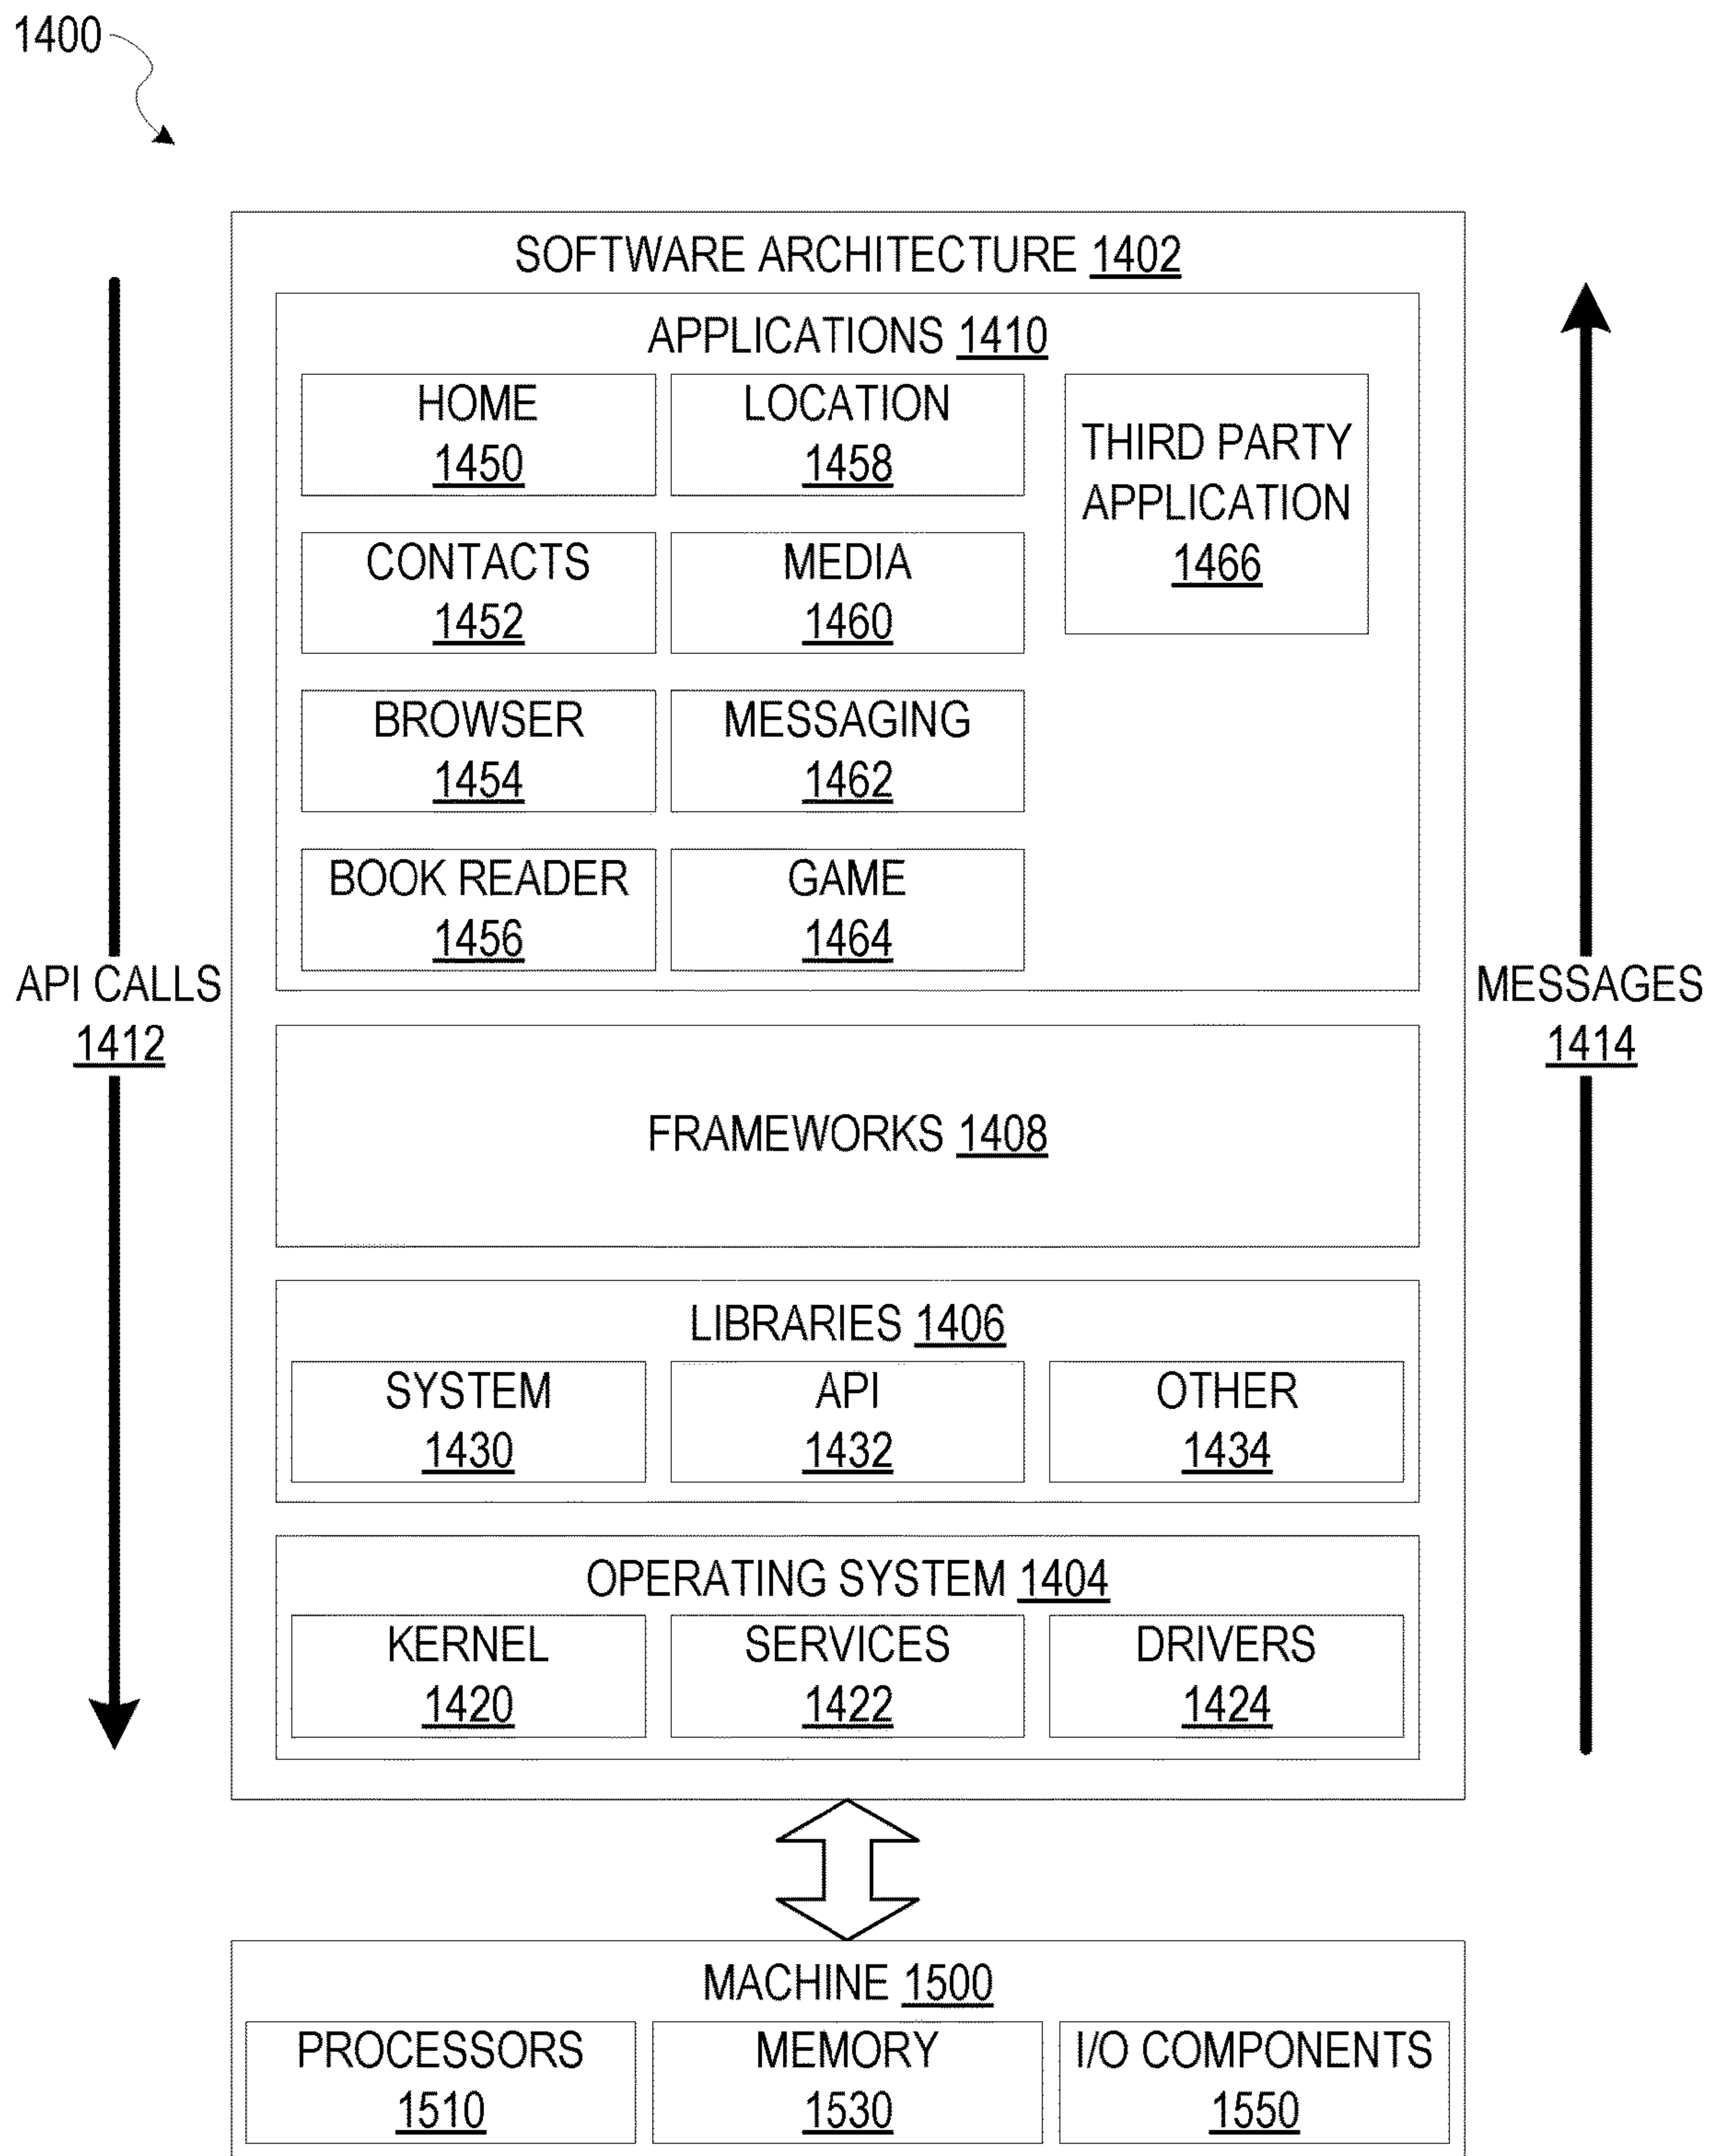 1400
SOFTWARE ARCHITECTURE 1402
APPLICATIONS 1410
HOME
1450
LOCATION
1458
THIRD PARTY
APPLICATION
1466
CONTACTS
1452
MEDIA
1460
BROWSER
1454
MESSAGING
1462
BOOK READER
1456
GAME
1464
API CALLS
1412
MESSAGES
1414
FRAMEWORKS 1408
LIBRARIES 1406
SYSTEM
1430
API
1432
OTHER
1434
OPERATING SYSTEM 1404
KERNEL
1420
SERVICES
1422
DRIVERS
1424
MACHINE 1500
PROCESSORS
1510
MEMORY
1530
I/O COMPONENTS
1550